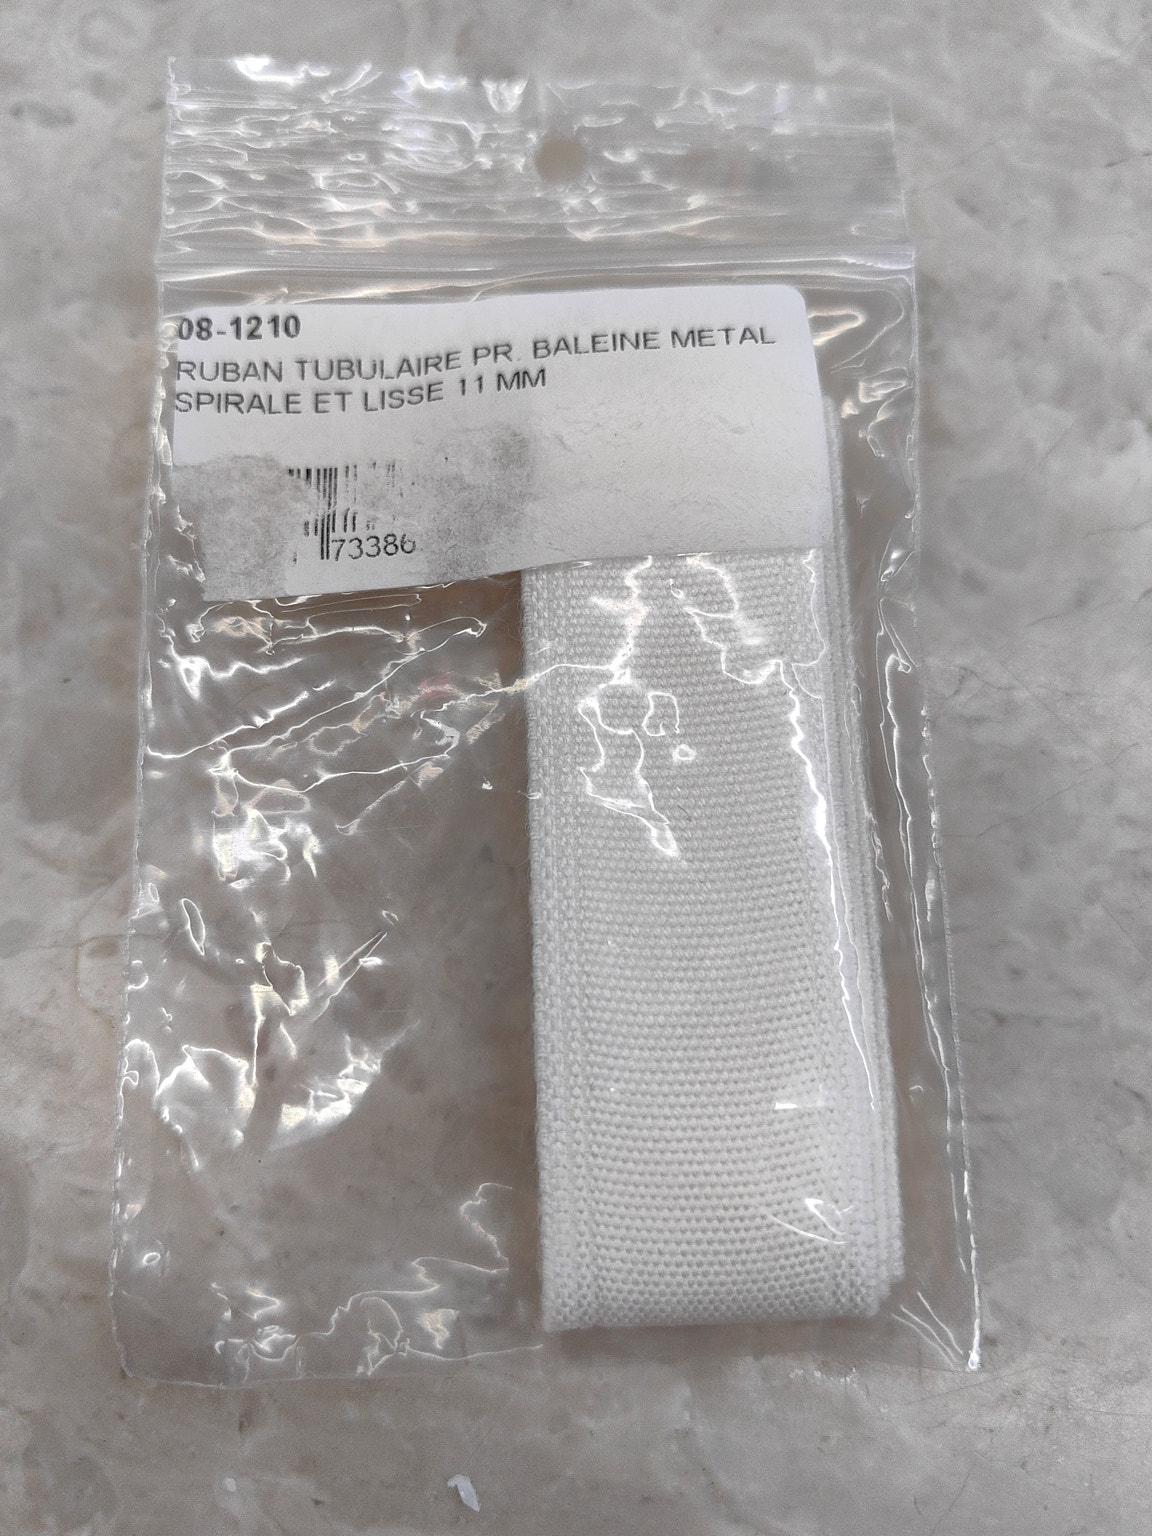 08-1210
RUBAN TUBULAIRE PR. BALEINE METAL
SPIRALE ET LISSE 11 MM
73386